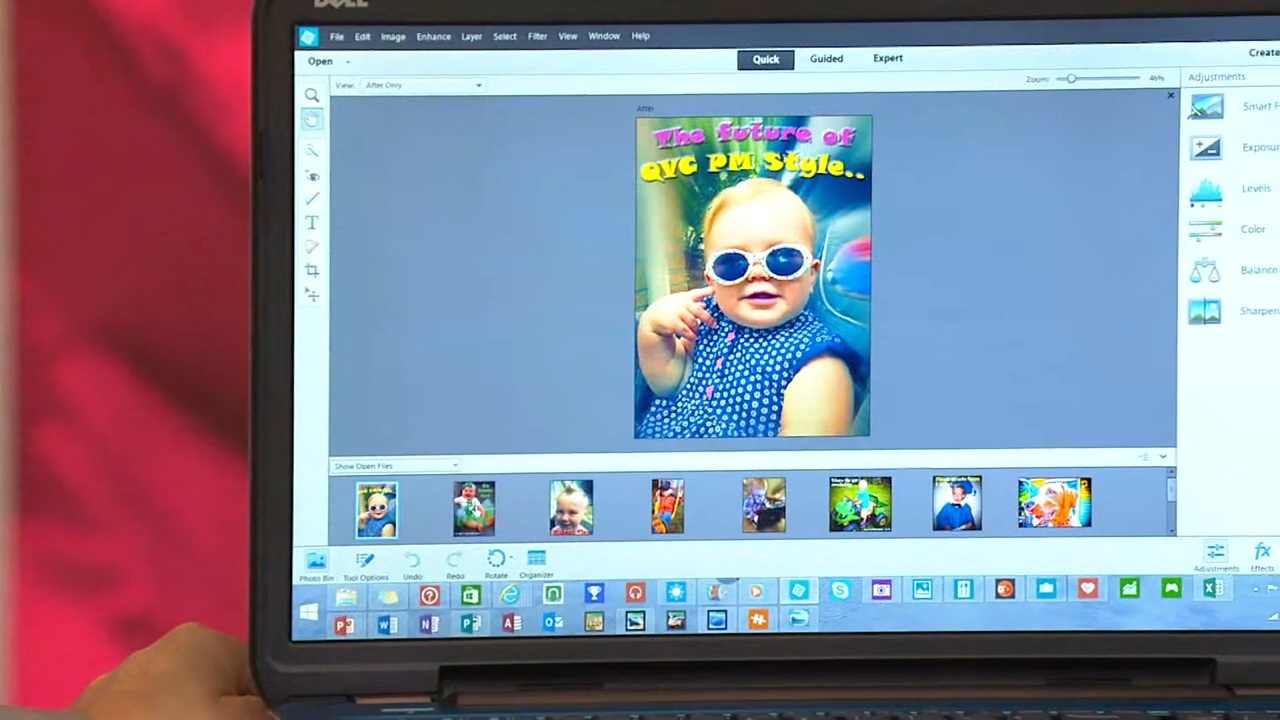 DELL
File Edit Image Enhance Layer Select Filter View Window Help
Open Quick Guided Expert Create
View: After Only Zoom: 46% Adjustments
After
The future of
QVC PM Style..
Smart F
Exposu
Levels
Color
Balance
Sharpen
Show Open Files
Photo Bin Tool Options Undo Redo Rotate Organizer Adjustments Effects